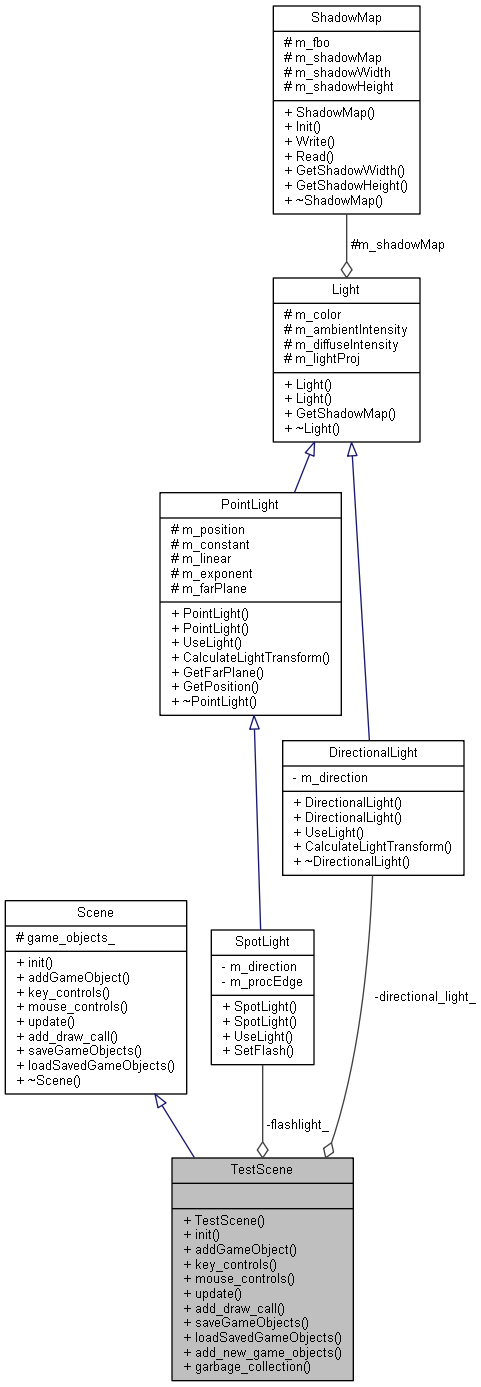 ShadowMap
# m_fbo
# m_shadowMap
# m_shadowWidth
# m_shadowHeight
+ ShadowMap()
+ Init()
+ Write()
+ Read()
+ GetShadowWidth()
+ GetShadowHeight()
+ ~ShadowMap()
#m_shadowMap
Light
# m_color
# m_ambientIntensity
# m_diffuseIntensity
# m_lightProj
+ Light()
+ Light()
+ GetShadowMap()
+ ~Light()
PointLight
# m_position
# m_constant
# m_linear
# m_exponent
# m_farPlane
+ PointLight()
+ PointLight()
+ UseLight()
+ CalculateLightTransform()
+ GetFarPlane()
+ GetPosition()
+ ~PointLight()
DirectionalLight
- m_direction
+ DirectionalLight()
+ DirectionalLight()
+ UseLight()
+ CalculateLightTransform()
+ ~DirectionalLight()
Scene
# game_objects_
+ init()
+ addGameObject()
+ key_controls()
+ mouse_controls()
+ update()
+ add_draw_call()
+ saveGameObjects()
+ loadSavedGameObjects()
+ ~Scene()
SpotLight
- m_direction
- m_procEdge
+ SpotLight()
+ SpotLight()
+ UseLight()
+ SetFlash()
-directional_light_
-flashlight_
TestScene
+ TestScene()
+ init()
+ addGameObject()
+ key_controls()
+ mouse_controls()
+ update()
+ add_draw_call()
+ saveGameObjects()
+ loadSavedGameObjects()
+ add_new_game_objects()
+ garbage_collection()